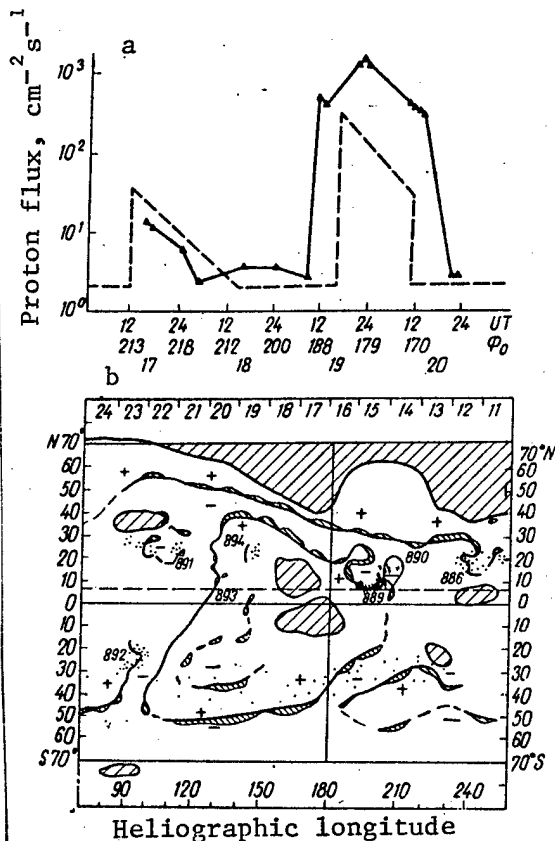 a
Proton flux, cm⁻² s⁻¹
10³
10²
10¹
10⁰
12 24 12 24 12 24 12 24 UT
213 218 212 200 188 179 170 Φ₀
17 18 19 20
b
24 23 22 21 20 19 18 17 16 15 14 13 12 11
N 70° 70° N
60 60
50 50
40 40
30 30
20 20
10 10
0 0
10 10
20 20
30 30
40 40
50 50
60 60
S 70° 70° S
891
894
890
886
893
889
892
90 120 150 180 210 240
Heliographic longitude